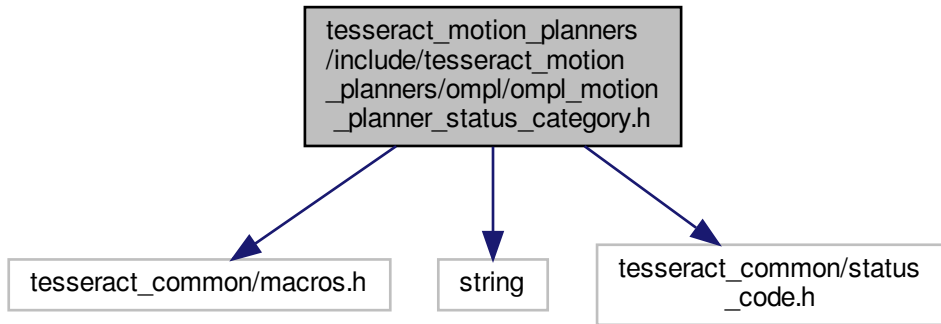 tesseract_motion_planners
/include/tesseract_motion
_planners/ompl/ompl_motion
_planner_status_category.h
tesseract_common/macros.h
string
tesseract_common/status
_code.h